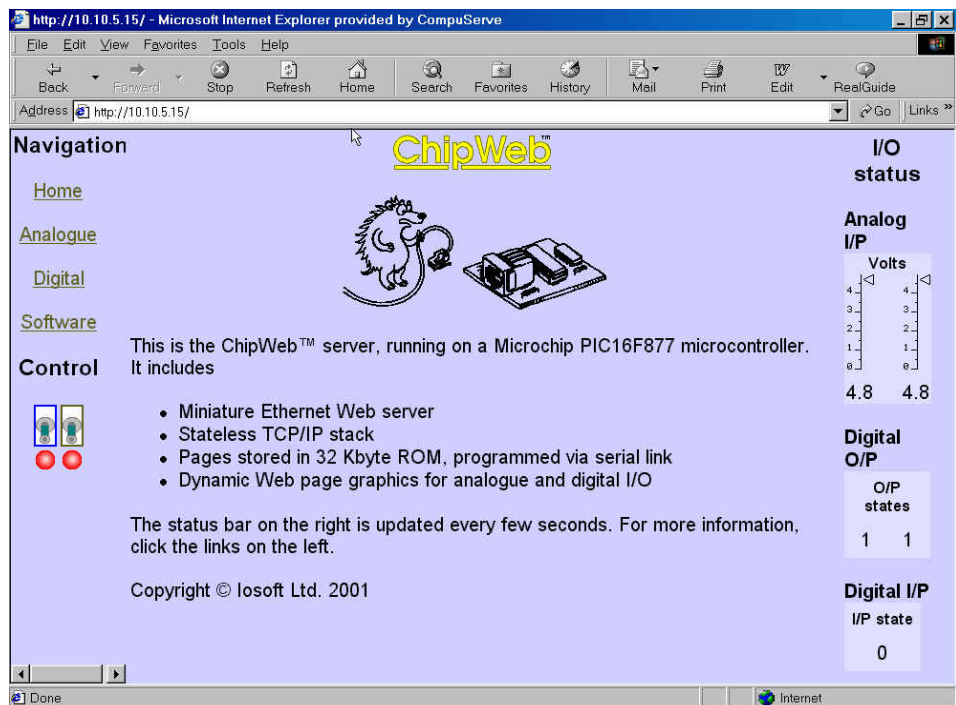 http://10.10.5.15/ - Microsoft Internet Explorer provided by CompuServe
File Edit View Favorites Tools Help
Back Forward Stop Refresh Home Search Favorites History Mail Print Edit RealGuide
Address http://10.10.5.15/ Go Links »
Navigation
Home
Analogue
Digital
Software
Control
ChipWeb™
This is the ChipWeb™ server, running on a Microchip PIC16F877 microcontroller.
It includes
• Miniature Ethernet Web server
• Stateless TCP/IP stack
• Pages stored in 32 Kbyte ROM, programmed via serial link
• Dynamic Web page graphics for analogue and digital I/O
The status bar on the right is updated every few seconds. For more information,
click the links on the left.
Copyright © Iosoft Ltd. 2001
I/O
status
Analog
I/P
Volts
4 4
3 3
2 2
1 1
0 0
4.8 4.8
Digital
O/P
O/P
states
1 1
Digital I/P
I/P state
0
Done Internet